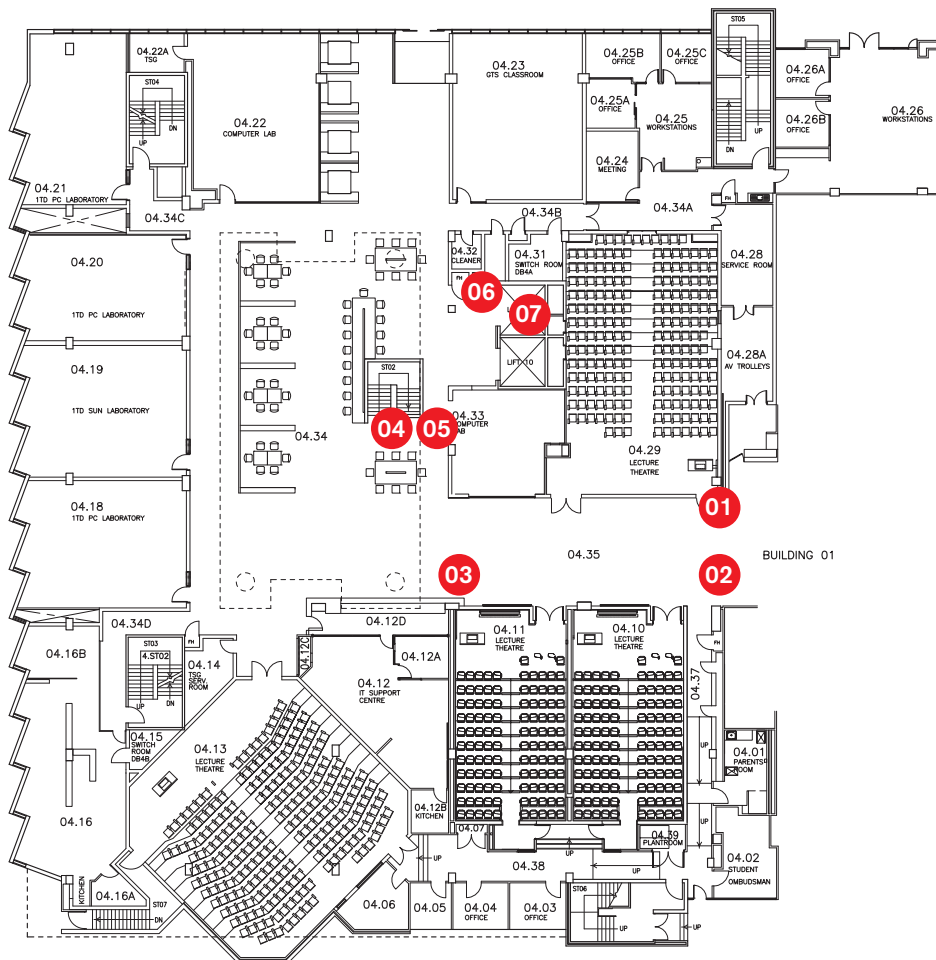 ST05
04.22A
TSG
04.23
GTS CLASSROOM
04.25B
OFFICE
04.25C
OFFICE
04.26A
OFFICE
ST04
DN
UP
04.22
COMPUTER LAB
04.25A
OFFICE
04.25
WORKSTATIONS
04.26B
OFFICE
04.26
WORKSTATIONS
UP
DN
04.24
MEETING
04.21
1TD PC LABORATORY
04.34C
04.34B
04.34A
FH
04.32
CLEANER
FH
04.31
SWITCH ROOM
DB4A
04.28
SERVICE ROOM
04.20
1TD PC LABORATORY
06
07
04.28A
AV TROLLEYS
LIFT 10
ST02
04.19
1TD SUN LABORATORY
04
05
04.33
04.34
04.29
LECTURE
THEATRE
04.18
1TD PC LABORATORY
01
04.35
BUILDING 01
03
02
04.34D
04.12D
04.11
LECTURE
THEATRE
04.10
LECTURE
THEATRE
FH
FH
ST03
4.ST02
UP
DN
04.16B
04.14
TSG
SERV.
ROOM
04.12C
04.12A
04.12
IT SUPPORT
CENTRE
04.37
UP
04.15
SWITCH
ROOM
DB4B
04.13
LECTURE
THEATRE
04.01
PARENTS
ROOM
04.12B
KITCHEN
04.16
04.07
04.39
PLANTROOM
UP
UP
04.38
UP
UP
04.02
STUDENT
OMBUDSMAN
KITCHEN
04.16A
ST07
DN
04.06
04.05
04.04
OFFICE
04.03
OFFICE
ST06
UP
UP